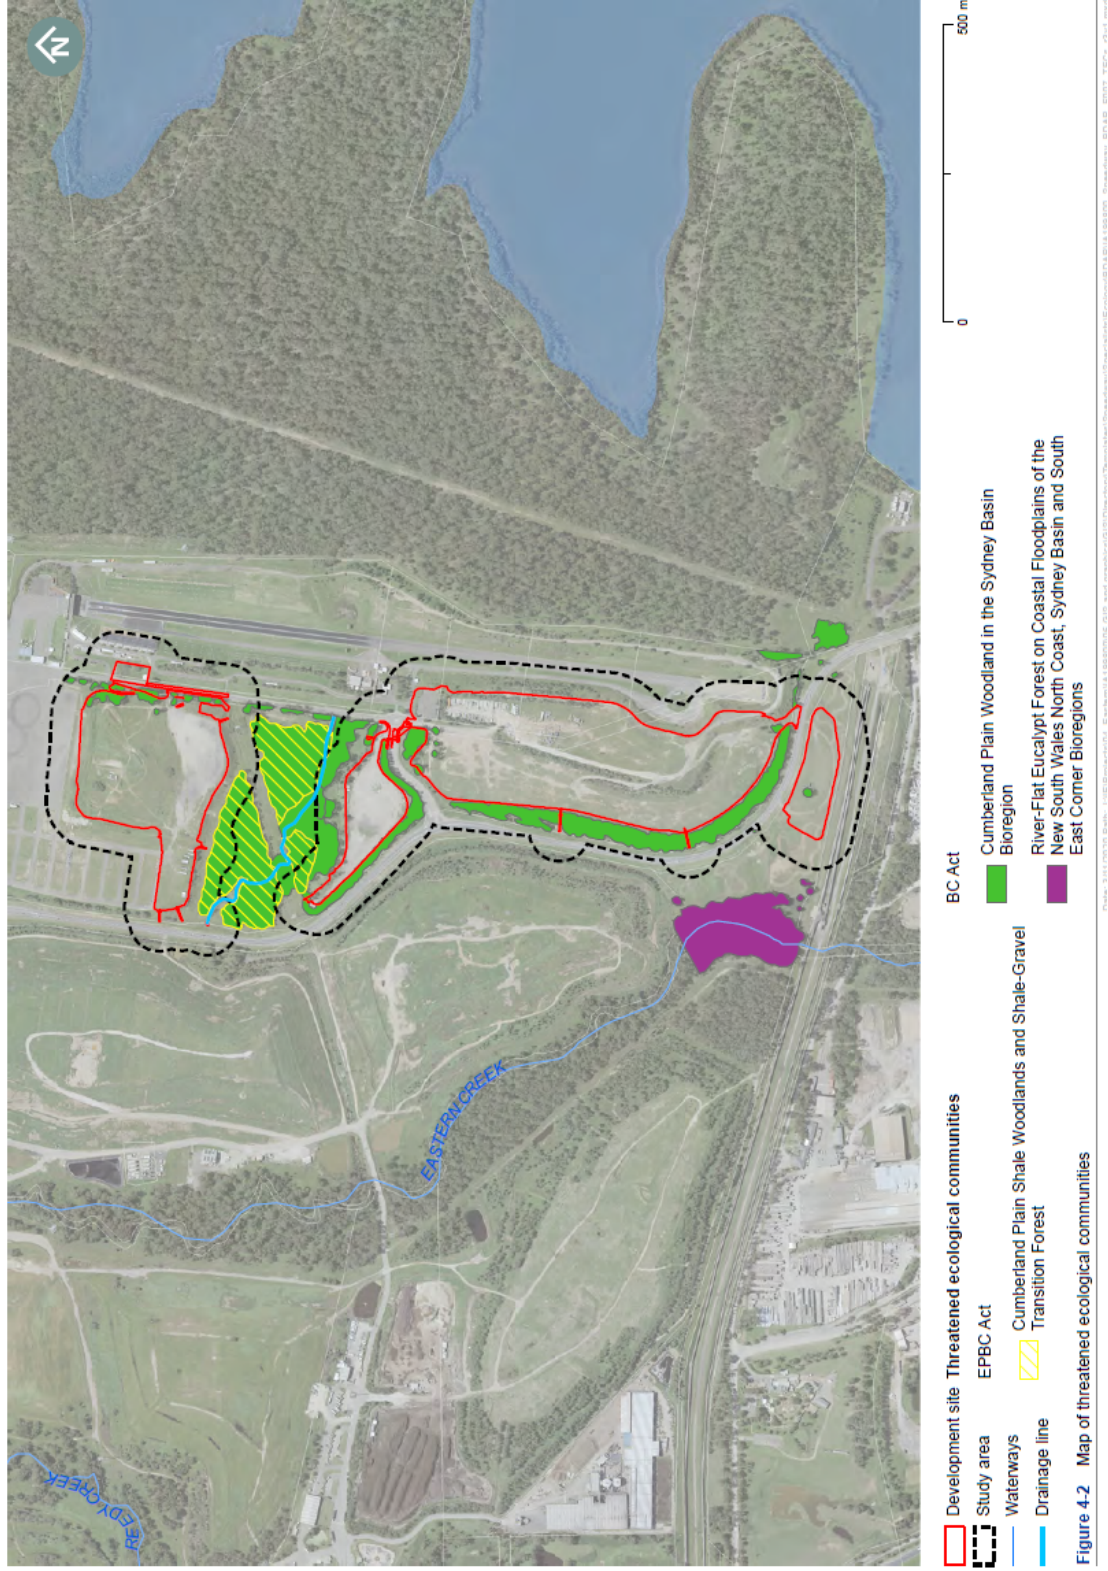 N
REEDY CREEK
EASTERN CREEK
0
500 m
Development site
Study area
Waterways
Drainage line
Threatened ecological communities
EPBC Act
Cumberland Plain Shale Woodlands and Shale-Gravel
Transition Forest
BC Act
Cumberland Plain Woodland in the Sydney Basin
Bioregion
River-Flat Eucalypt Forest on Coastal Floodplains of the
New South Wales North Coast, Sydney Basin and South
East Corner Bioregions
Figure 4-2 Map of threatened ecological communities